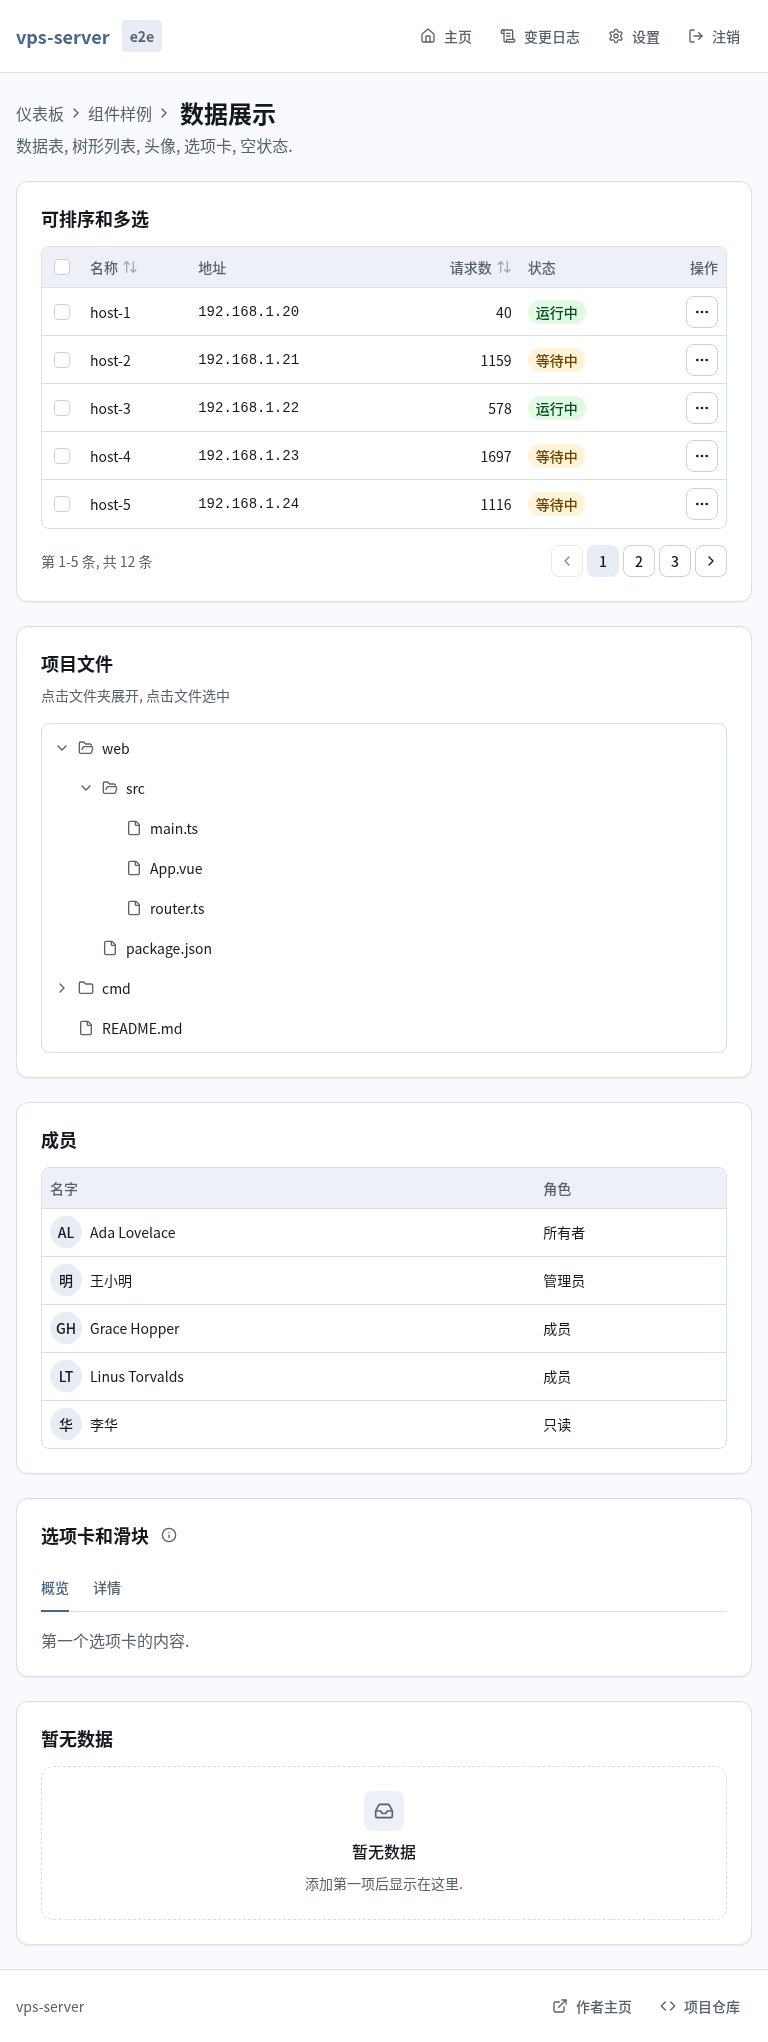 vps-server e2e 主页 变更日志 设置 注销
仪表板 组件样例 数据展示
数据表, 树形列表, 头像, 选项卡, 空状态.
可排序和多选
名称 地址 请求数 状态 操作
host-1 192.168.1.20 40 运行中
host-2 192.168.1.21 1159 等待中
host-3 192.168.1.22 578 运行中
host-4 192.168.1.23 1697 等待中
host-5 192.168.1.24 1116 等待中
第 1-5 条, 共 12 条 1 2 3
项目文件
点击文件夹展开, 点击文件选中
web
src
main.ts
App.vue
router.ts
package.json
cmd
README.md
成员
名字 角色
AL Ada Lovelace 所有者
明 王小明 管理员
GH Grace Hopper 成员
LT Linus Torvalds 成员
华 李华 只读
选项卡和滑块
概览 详情
第一个选项卡的内容.
暂无数据
暂无数据
添加第一项后显示在这里.
vps-server 作者主页 项目仓库